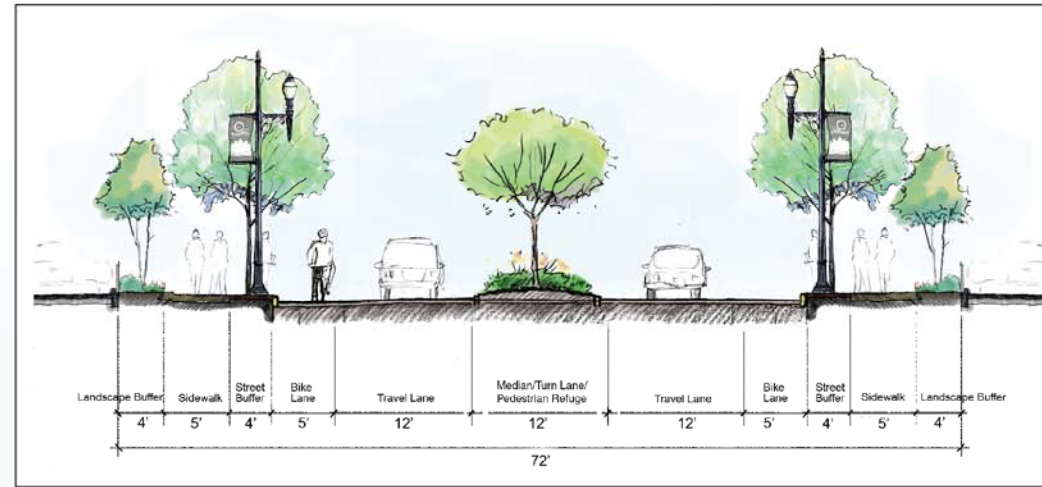 Landscape Buffer
Sidewalk
Street
Buffer
Bike
Lane
Travel Lane
Median/Turn Lane/
Pedestrian Refuge
Travel Lane
Bike
Lane
Street
Buffer
Sidewalk
Landscape Buffer
4' 5' 4' 5' 12' 12' 12' 5' 4' 5' 4'
72'